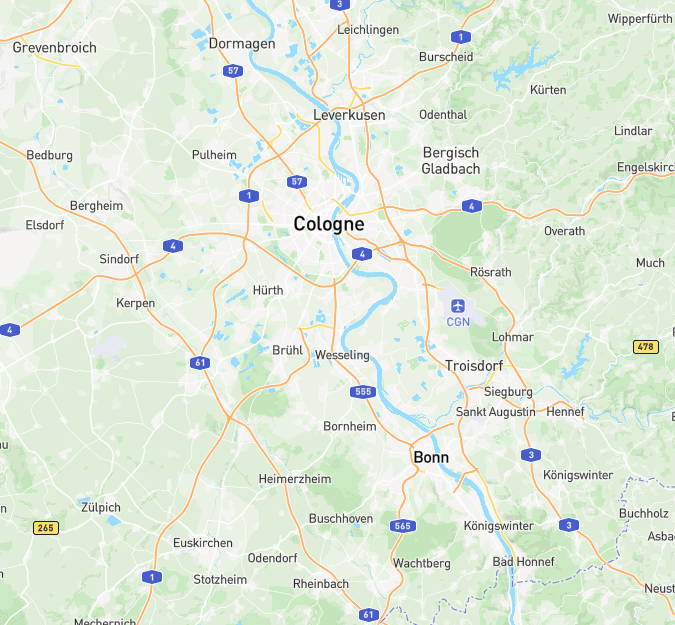 3
Wipperfürth
Leichlingen
1
Grevenbroich
Dormagen
Burscheid
57
Kürten
Leverkusen
Odenthal
Lindlar
Bedburg
Pulheim
Bergisch
Gladbach
Engelskirc
57
1
Bergheim
4
Elsdorf
Cologne
Overath
4
4
Sindorf
Much
Rösrath
Hürth
Kerpen
CGN
4
Lohmar
478
Brühl
Wesseling
61
Troisdorf
555
Siegburg
Sankt Augustin
Hennef
Bornheim
Bonn
3
Königswinter
Heimerzheim
Zülpich
Buschhoven
Buchholz
265
565
Königswinter
3
Asba
Euskirchen
Odendorf
Wachtberg
Bad Honnef
1
Stotzheim
Rheinbach
Neust
61
Mechernich